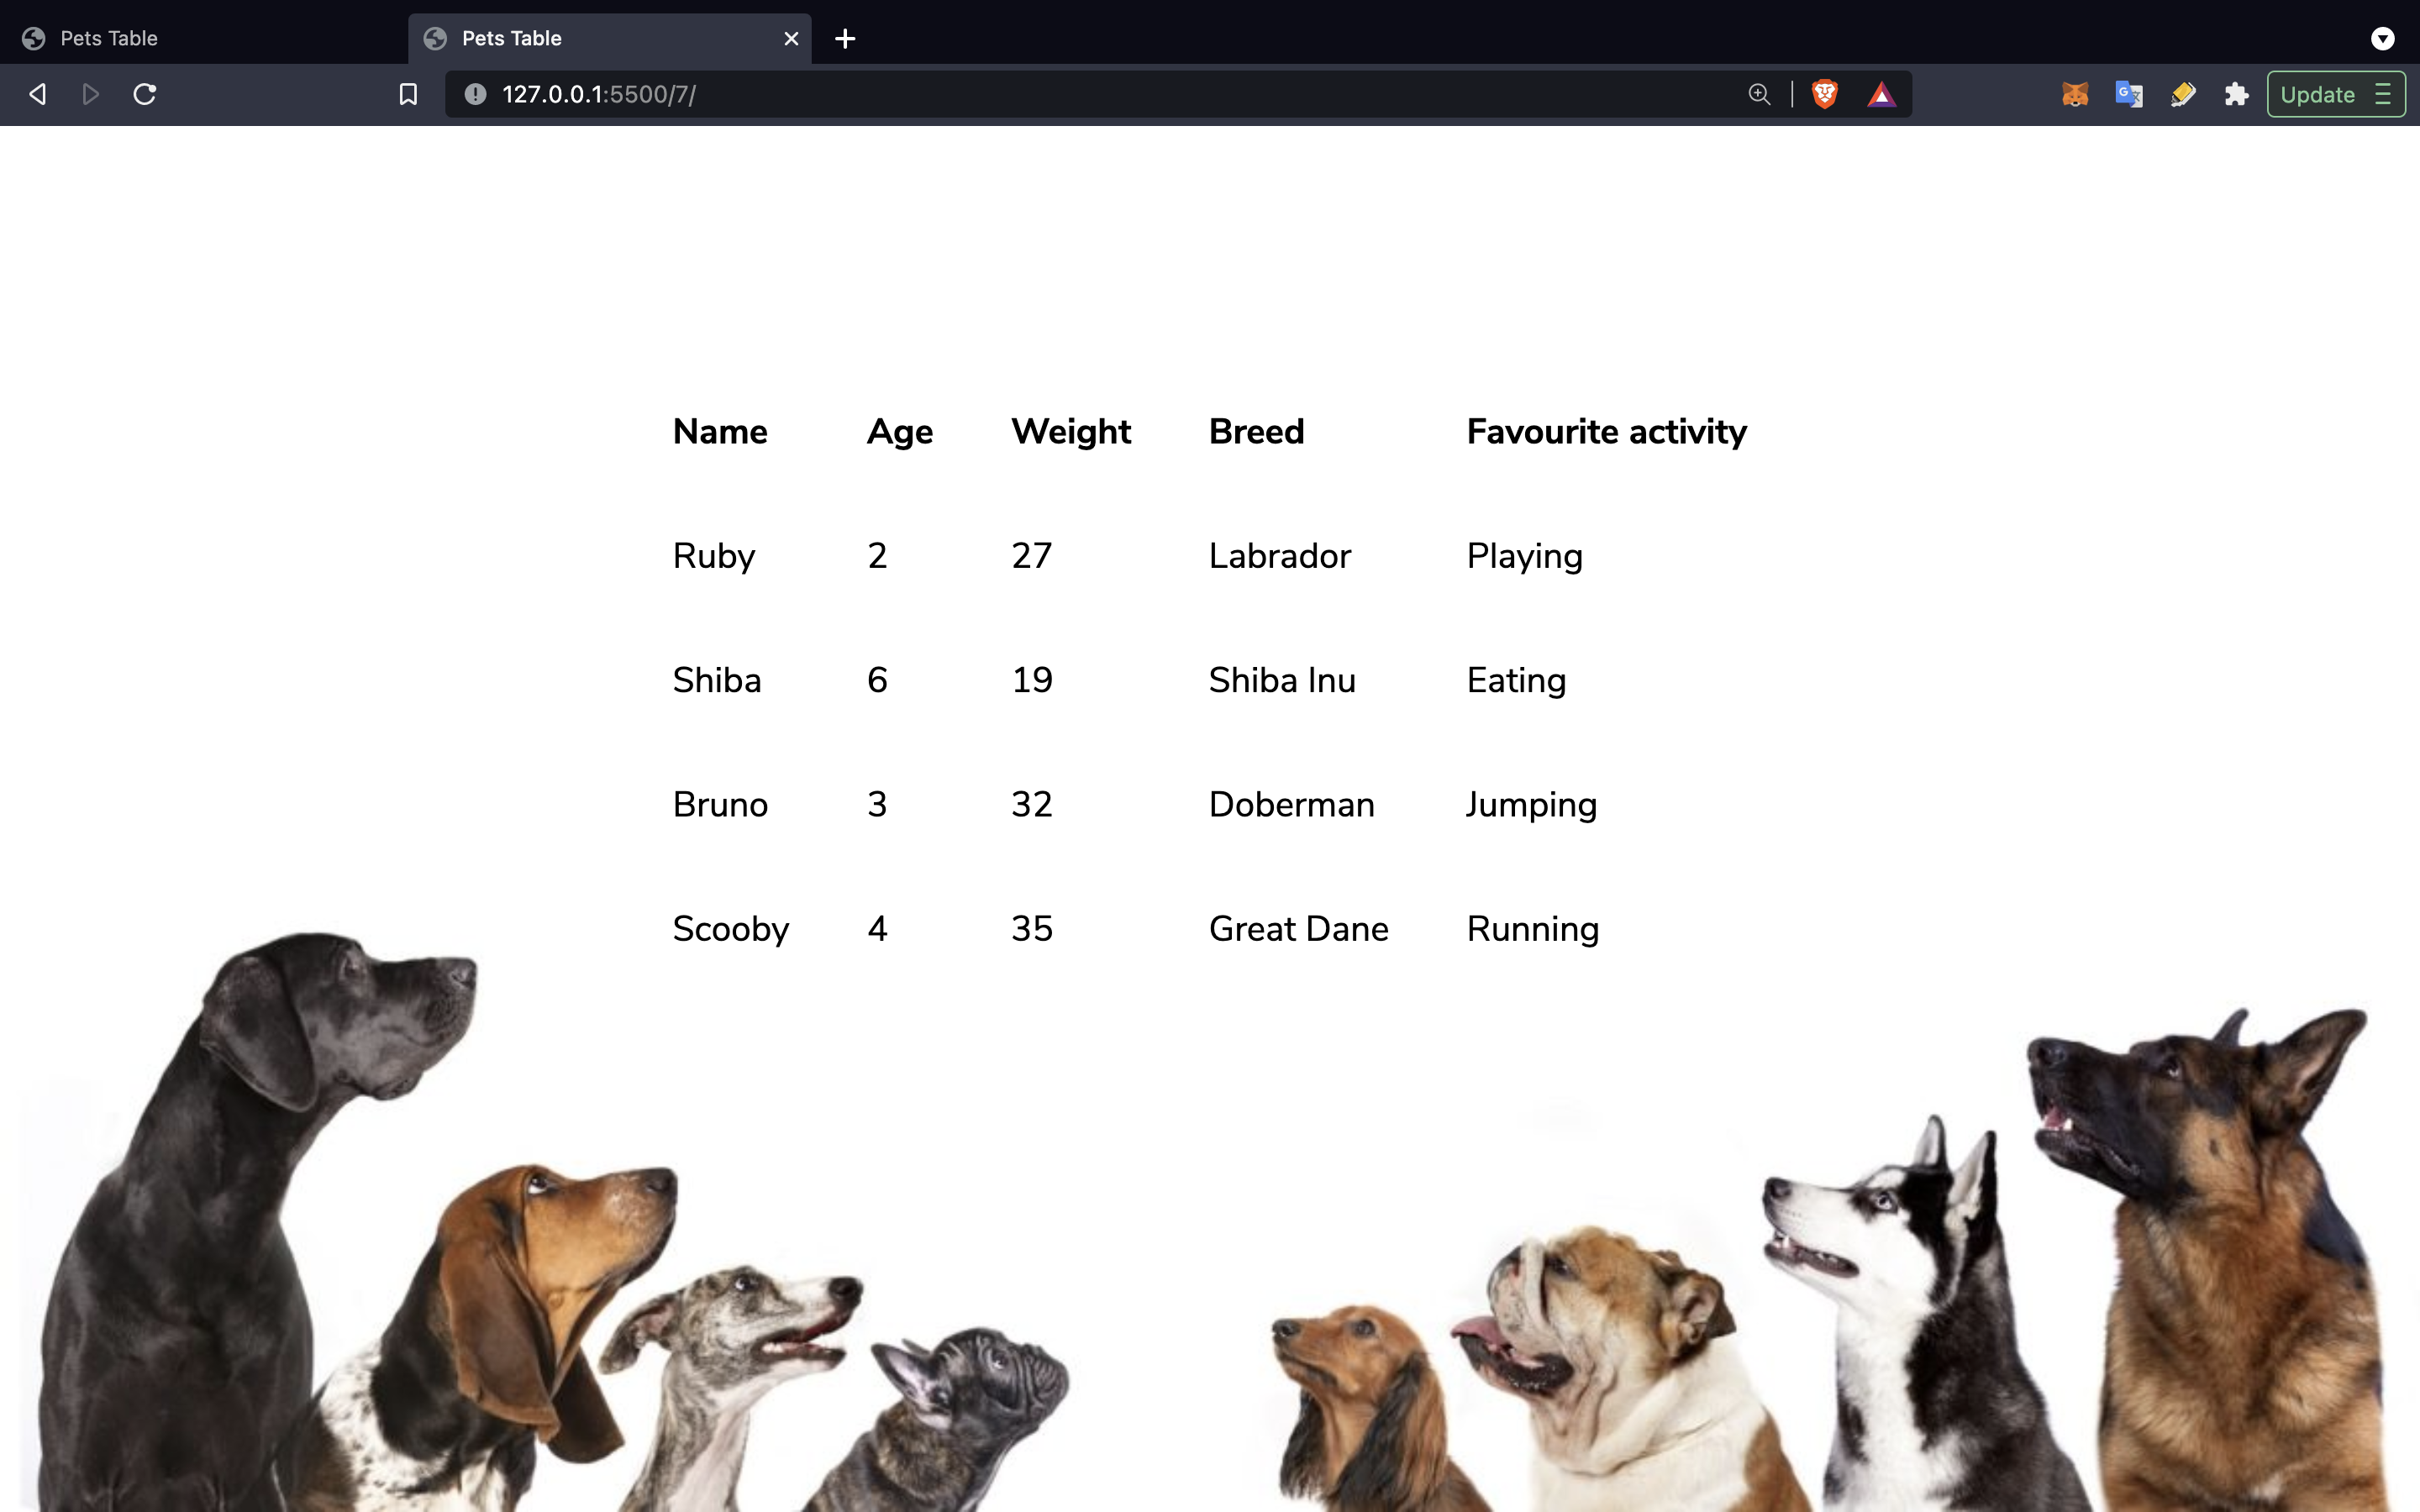 Pets Table
Pets Table
127.0.0.1:5500/7/
Update
Name Age Weight Breed Favourite activity
Ruby 2 27 Labrador Playing
Shiba 6 19 Shiba Inu Eating
Bruno 3 32 Doberman Jumping
Scooby 4 35 Great Dane Running